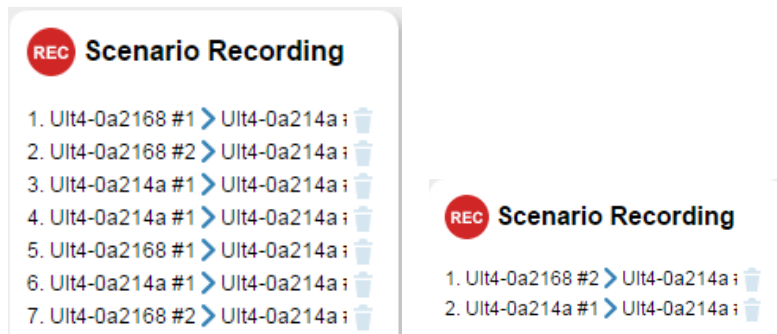 REC Scenario Recording
1. Ult4-0a2168 #1 > Ult4-0a214a
2. Ult4-0a2168 #2 > Ult4-0a214a
3. Ult4-0a214a #1 > Ult4-0a214a
4. Ult4-0a214a #1 > Ult4-0a214a
5. Ult4-0a2168 #1 > Ult4-0a214a
6. Ult4-0a214a #1 > Ult4-0a214a
7. Ult4-0a2168 #2 > Ult4-0a214a
REC Scenario Recording
1. Ult4-0a2168 #2 > Ult4-0a214a
2. Ult4-0a214a #1 > Ult4-0a214a